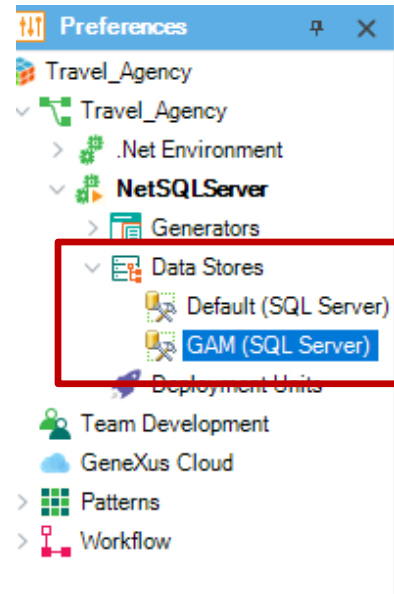 Preferences
Travel_Agency
Travel_Agency
.Net Environment
NetSQLServer
Generators
Data Stores
Default (SQL Server)
GAM (SQL Server)
Deployment Units
Team Development
GeneXus Cloud
Patterns
Workflow